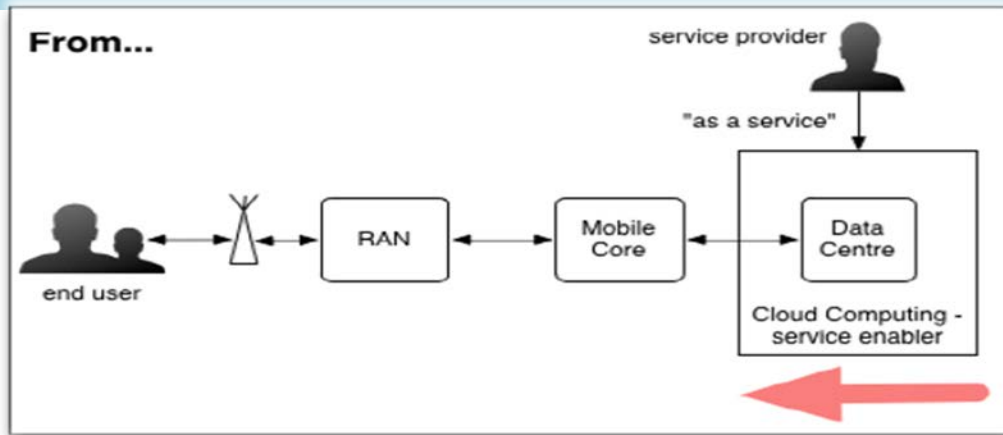 From...
service provider
"as a service"
RAN
Mobile
Core
Data
Centre
end user
Cloud Computing -
service enabler